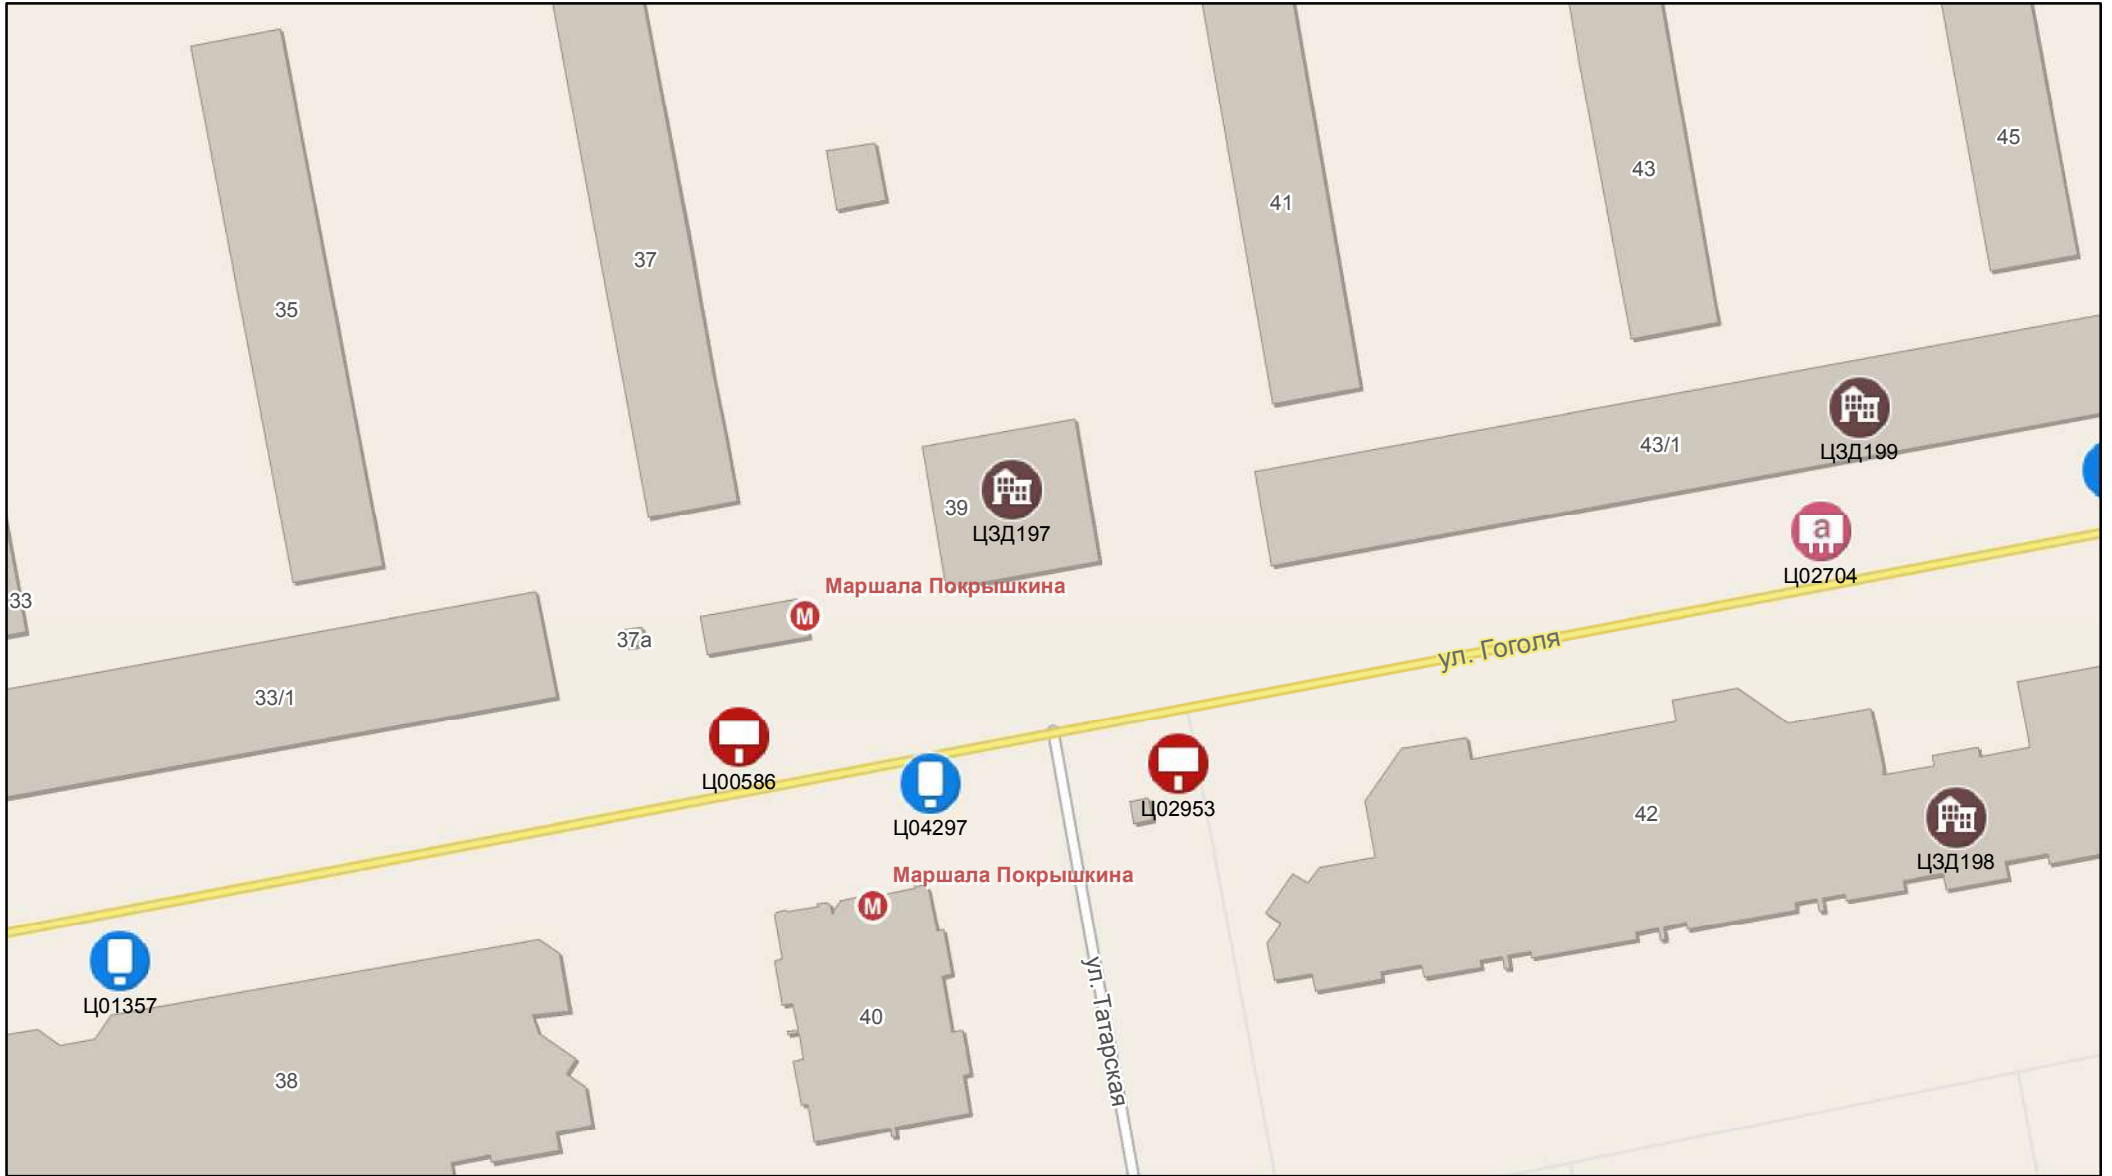 45
43
41
37
35
43/1
ЦЗД199
39
ЦЗД197
а
Ц02704
Маршала Покрышкина
М
33
37а
ул. Гоголя
33/1
Ц00586
Ц04297
Ц02953
42
ЦЗД198
Маршала Покрышкина
М
Ц01357
40
ул. Татарская
38